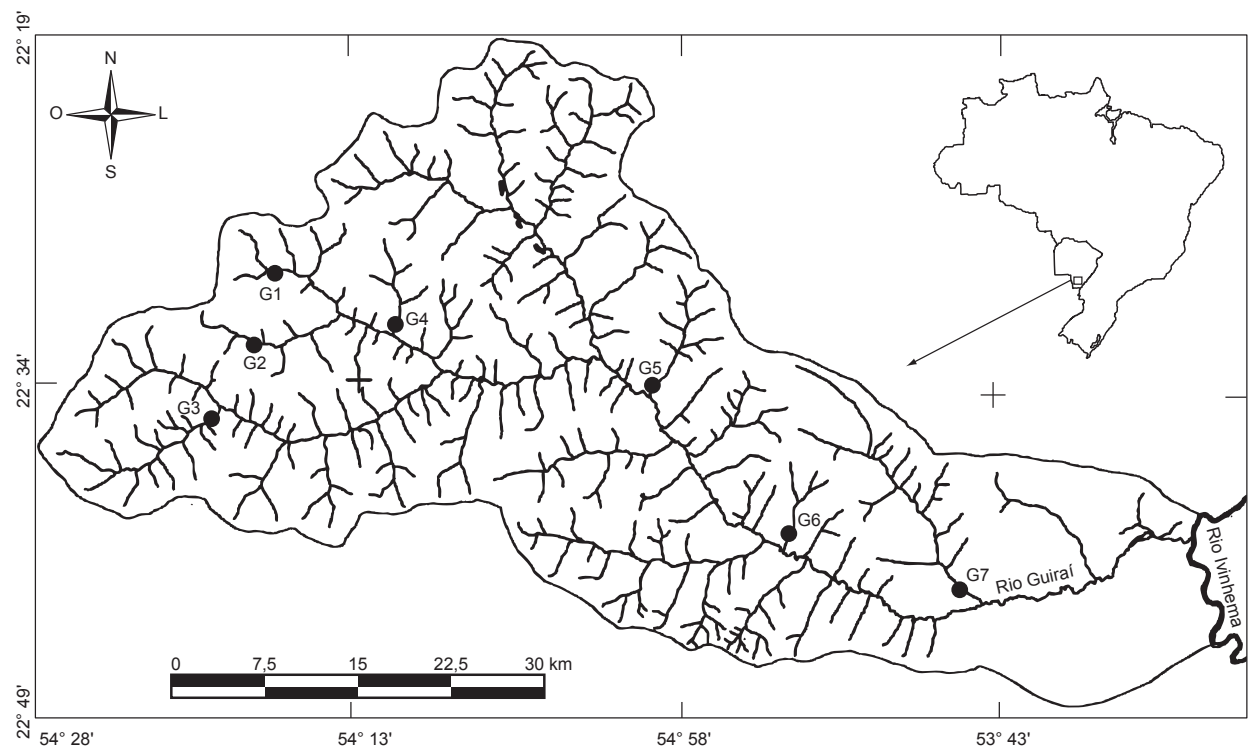 22° 19'
N
O
L
S
G1
G4
G2
G5
22° 34'
G3
G6
Rio Ivinhema
G7
Rio Guiraí
0 7,5 15 22,5 30 km
22° 49'
54° 28' 54° 13' 54° 58' 53° 43'